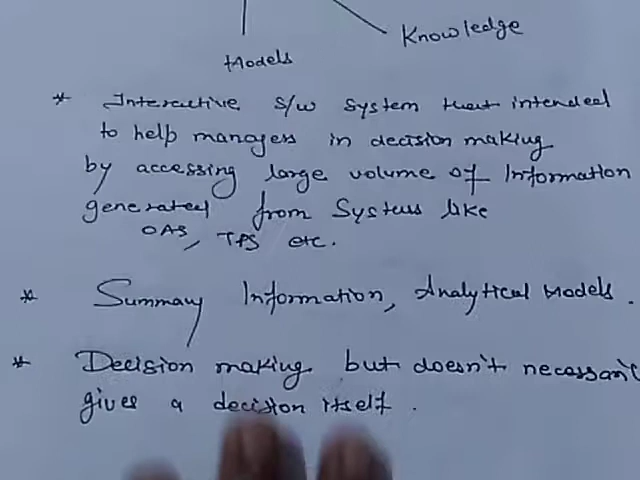 Knowledge
Models
* Interactive s/w system that intended
to help managers in decision making
by accessing large volume of Information
generated from Systems like
OAS, TPS etc.
* Summary Information, Analytical Models.
* Decision making but doesn't necessari
gives a decision itself.